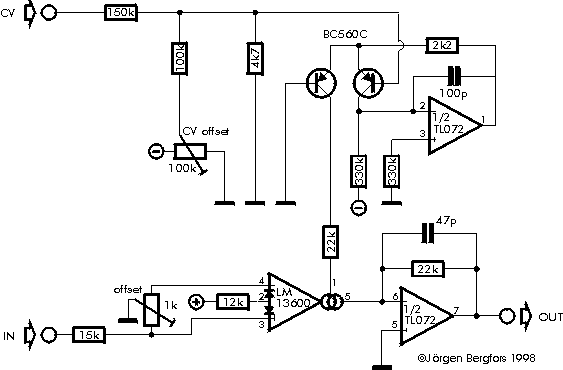 CV
150k
BC560C
2k2
100k
4k7
100p
2
1/2
TL072
1
3
CV offset
100k
330k
330k
22k
47p
offset
1k
4
LM
13600
1
12k
2
5
22k
3
6
1/2
TL072
7
5
OUT
IN
15k
©Jörgen Bergfors 1998